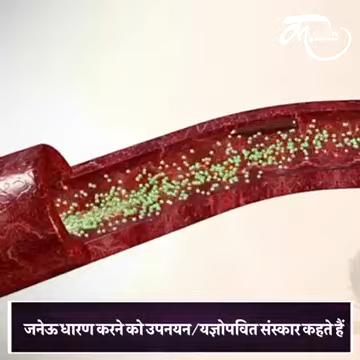 जनेऊ धारण करने को उपनयन/यज्ञोपवित संस्कार कहते हैं